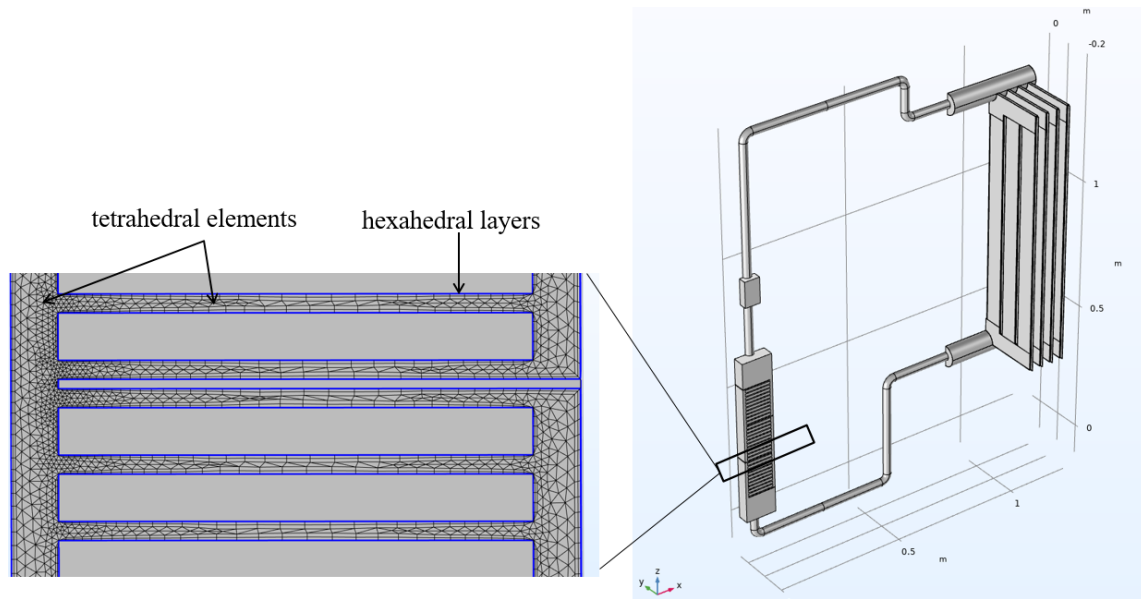 tetrahedral elements
hexahedral layers
m
0
-0.2
1
m
0.5
0
1
0.5
m
z
y
x